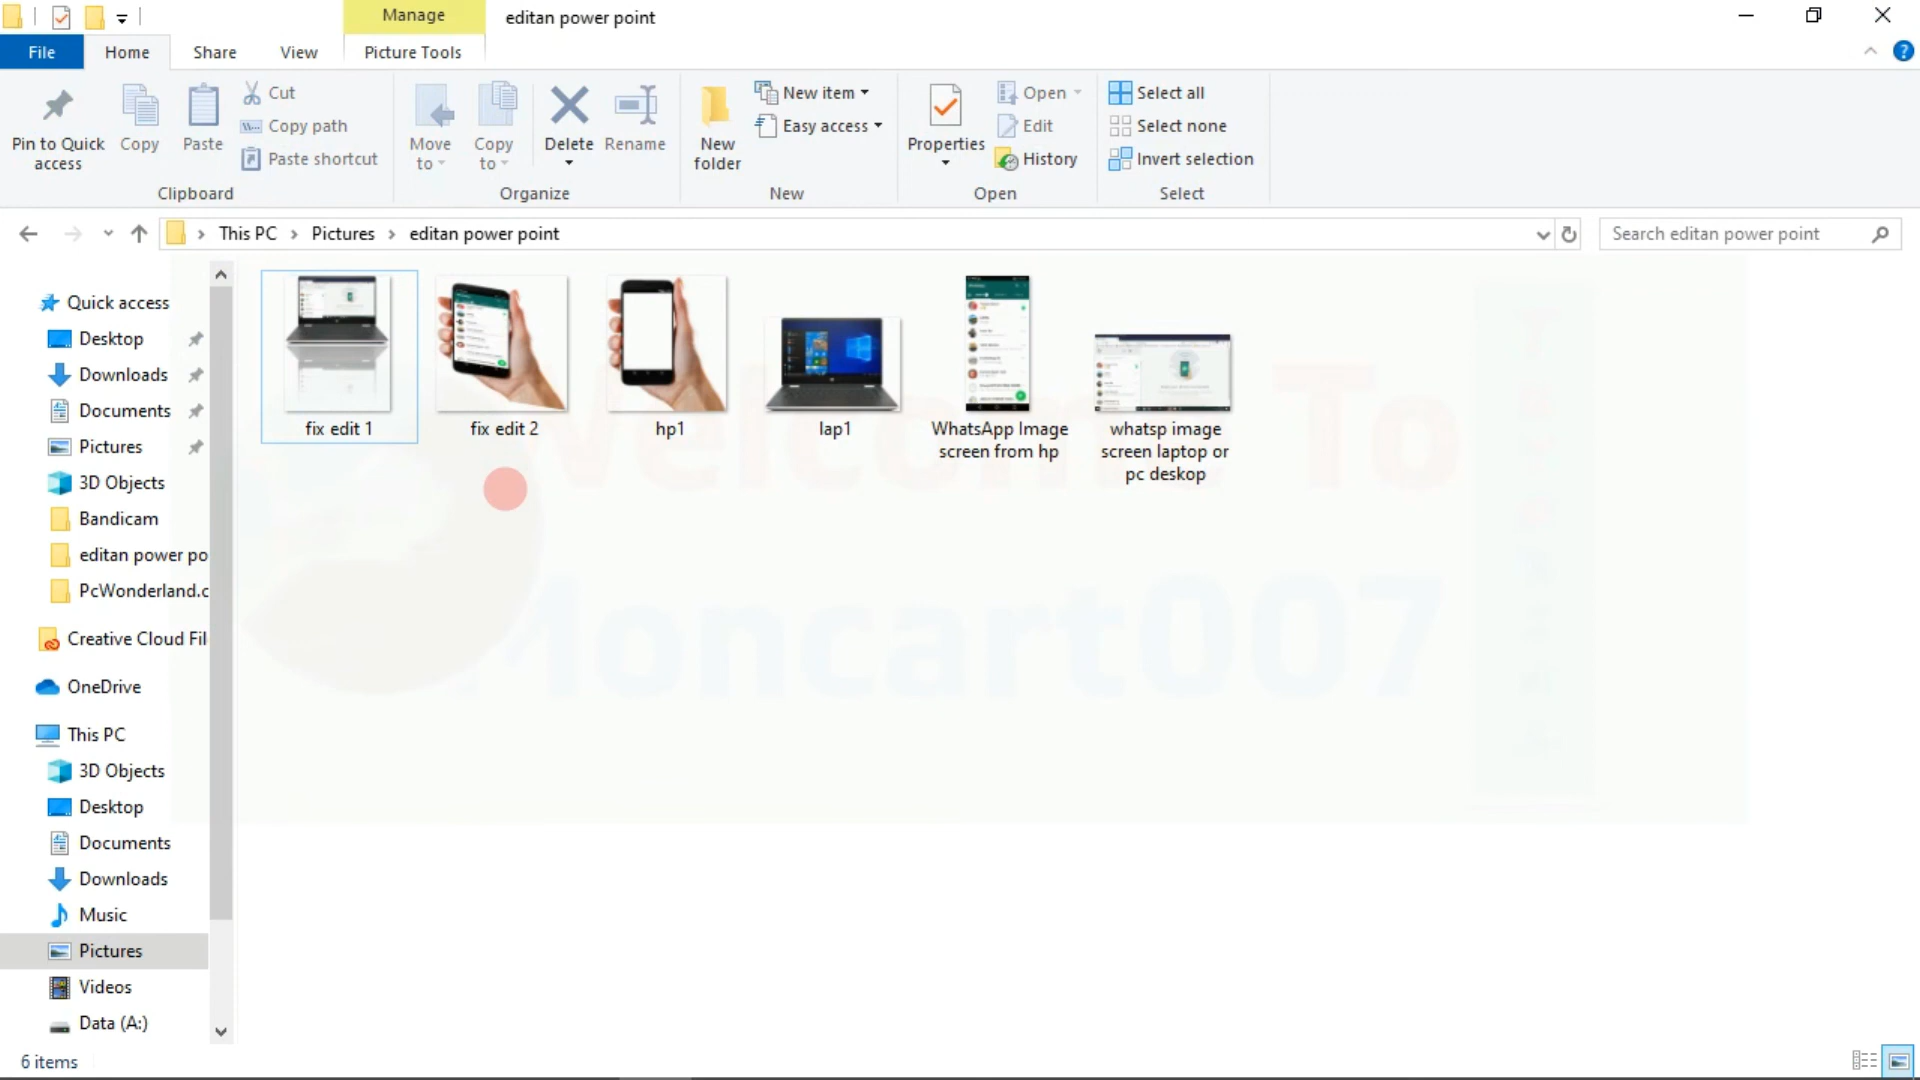 Manage
editan power point
File
Home
Share
View
Picture Tools
Pin to Quick
access
Copy
Paste
Cut
Copy path
Paste shortcut
Clipboard
Move
to
Copy
to
Delete
Rename
Organize
New
folder
New item
Easy access
New
Properties
Open
Edit
History
Open
Select all
Select none
Invert selection
Select
This PC > Pictures > editan power point
Search editan power point
Quick access
Desktop
Downloads
Documents
Pictures
3D Objects
Bandicam
editan power po
PcWonderland.c
Creative Cloud Fil
OneDrive
This PC
3D Objects
Desktop
Documents
Downloads
Music
Pictures
Videos
Data (A:)
fix edit 1
fix edit 2
hp1
lap1
WhatsApp Image
screen from hp
whatsp image
screen laptop or
pc deskop
Welcome To
Moncart007
6 items